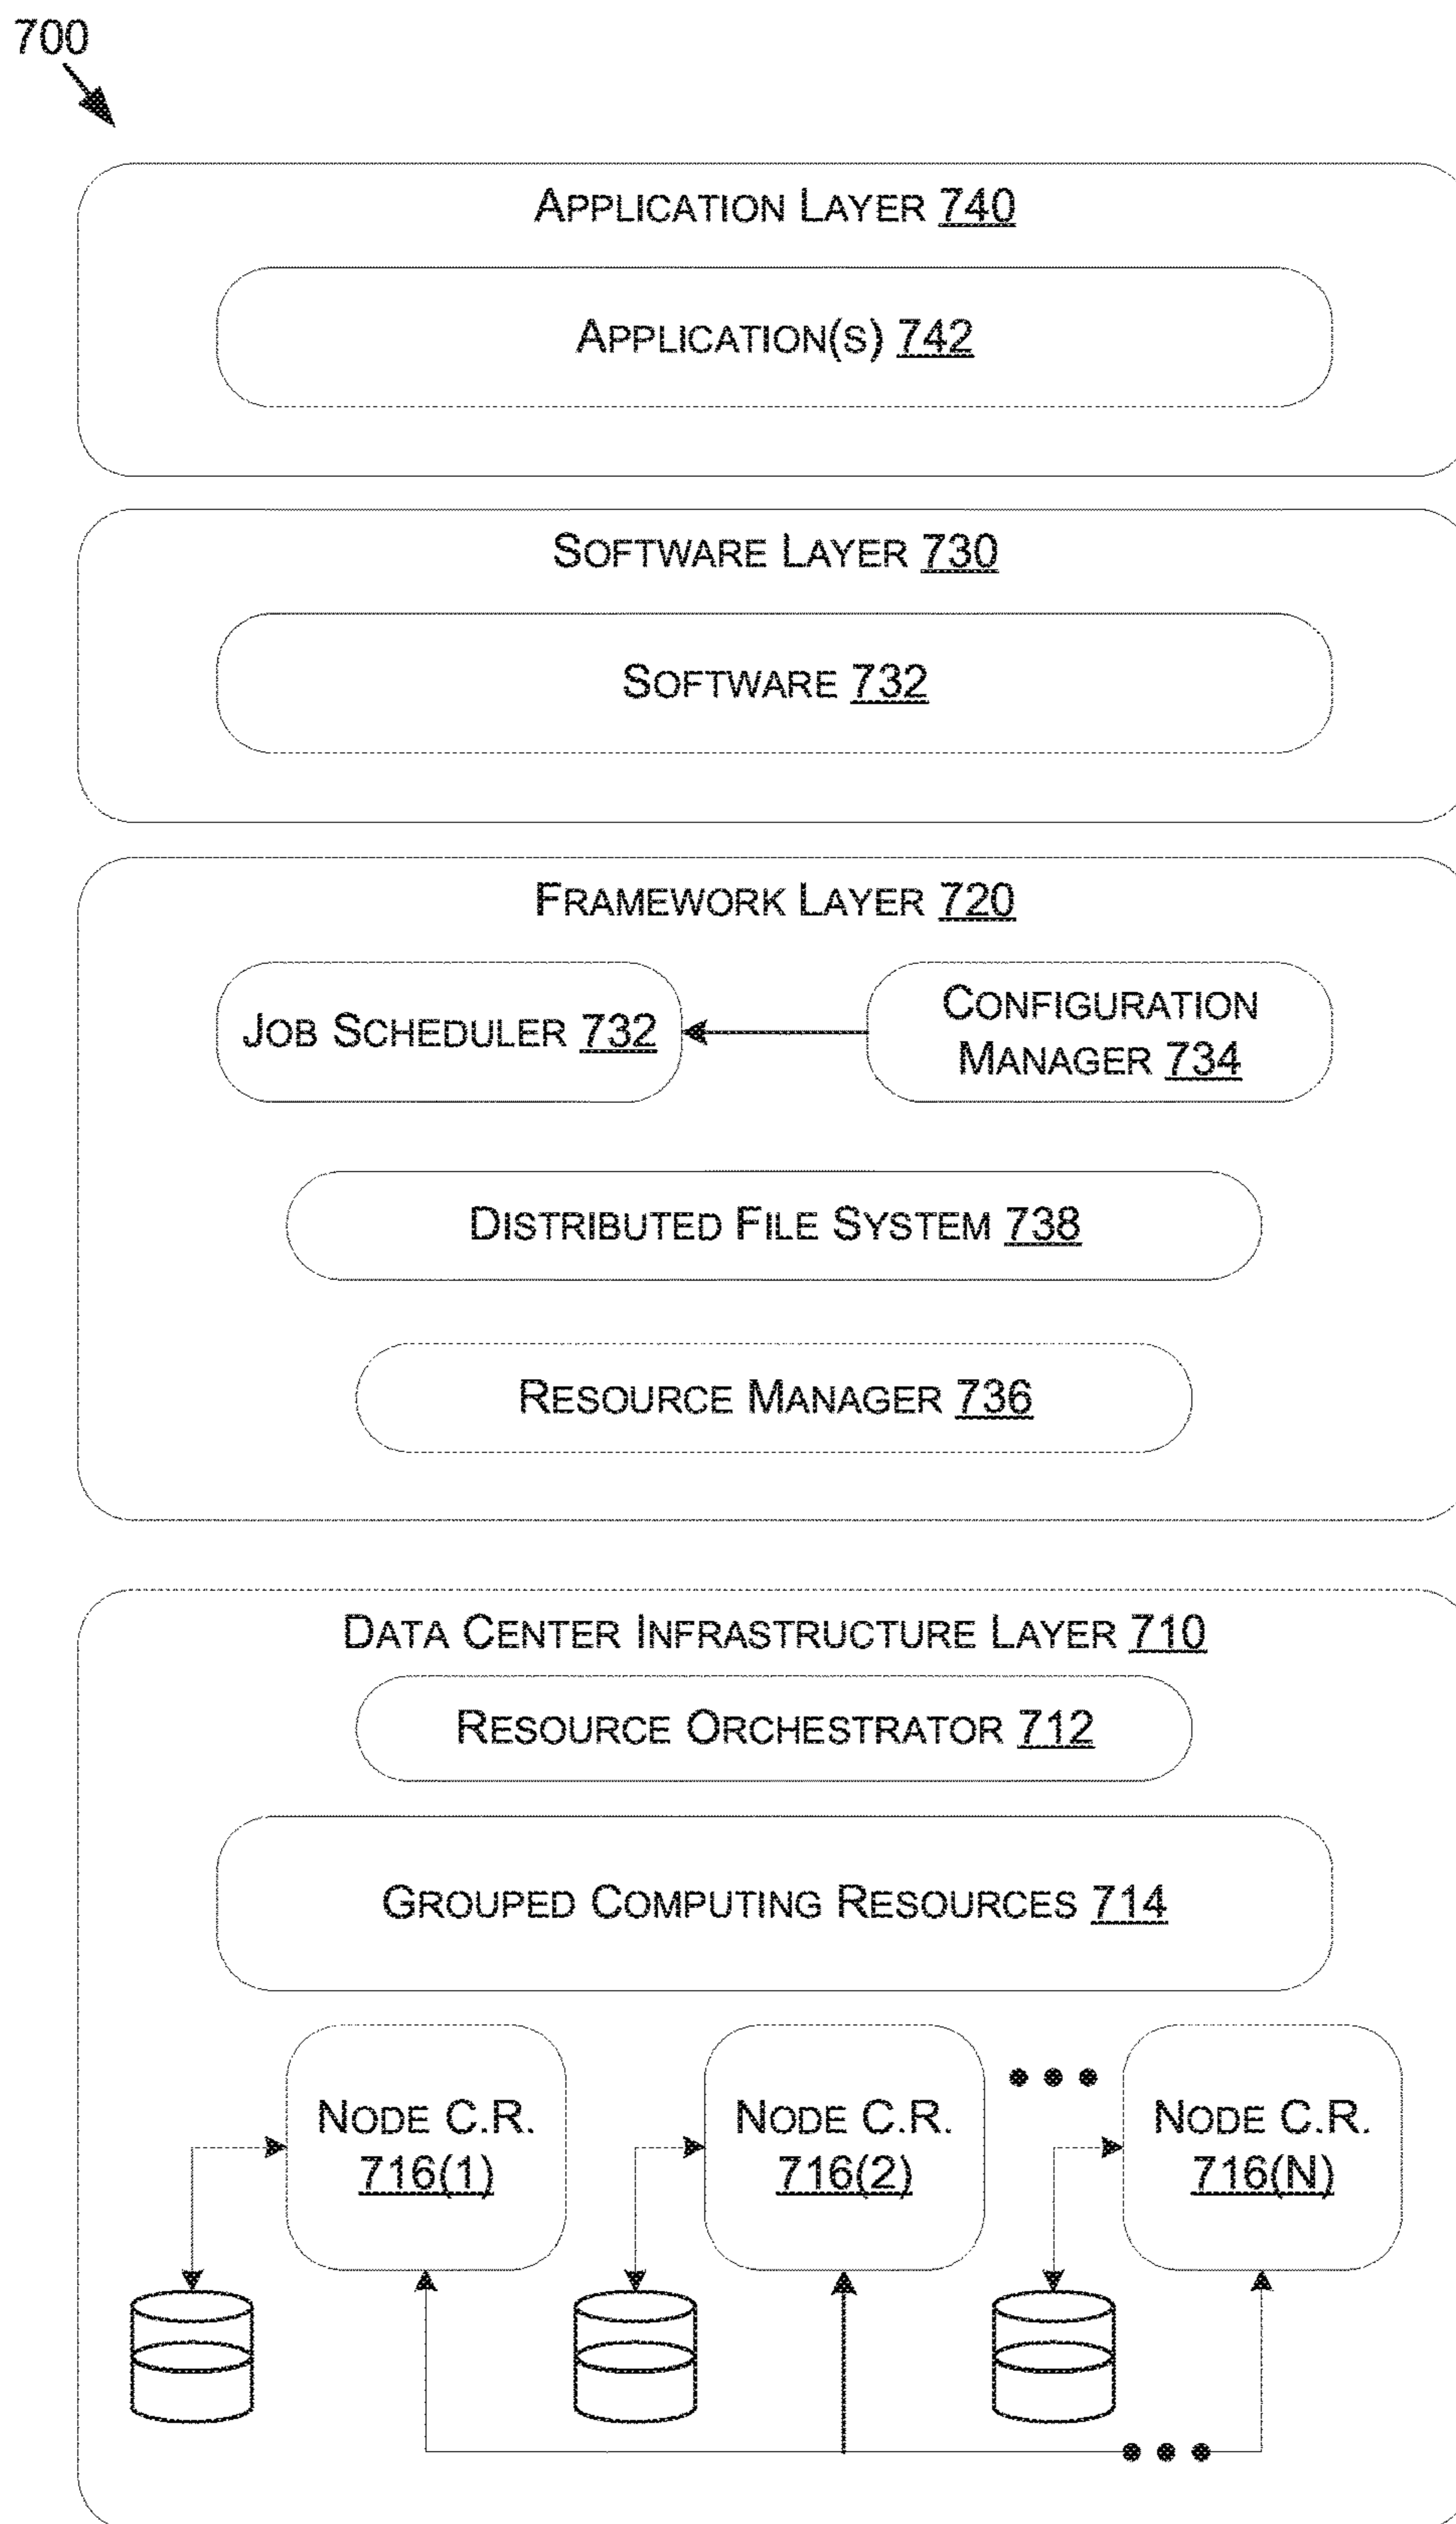 700
APPLICATION LAYER 740
APPLICATION(S) 742
SOFTWARE LAYER 730
SOFTWARE 732
FRAMEWORK LAYER 720
JOB SCHEDULER 732
CONFIGURATION
MANAGER 734
DISTRIBUTED FILE SYSTEM 738
RESOURCE MANAGER 736
DATA CENTER INFRASTRUCTURE LAYER 710
RESOURCE ORCHESTRATOR 712
GROUPED COMPUTING RESOURCES 714
NODE C.R.
716(1)
NODE C.R.
716(2)
NODE C.R.
716(N)